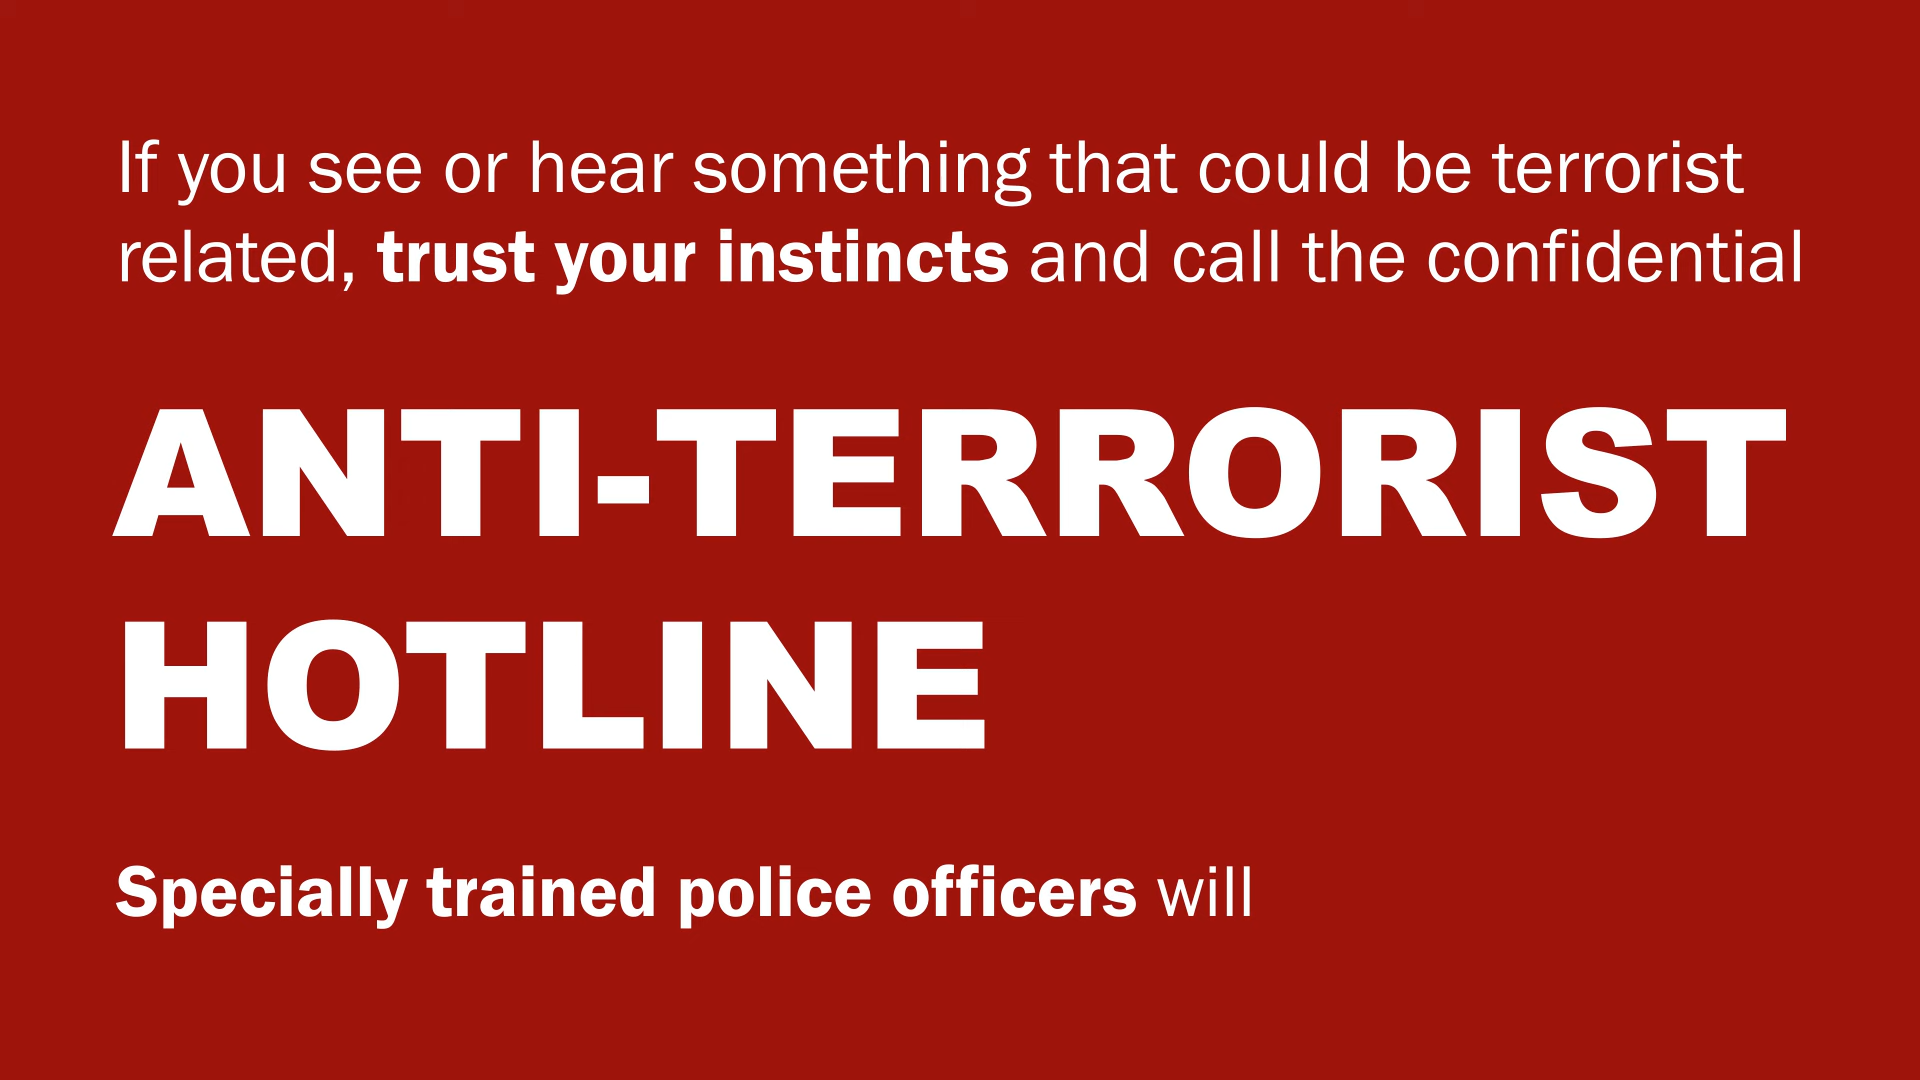 If you see or hear something that could be terrorist
related, trust your instincts and call the confidential
ANTI-TERRORIST
HOTLINE
Specially trained police officers will